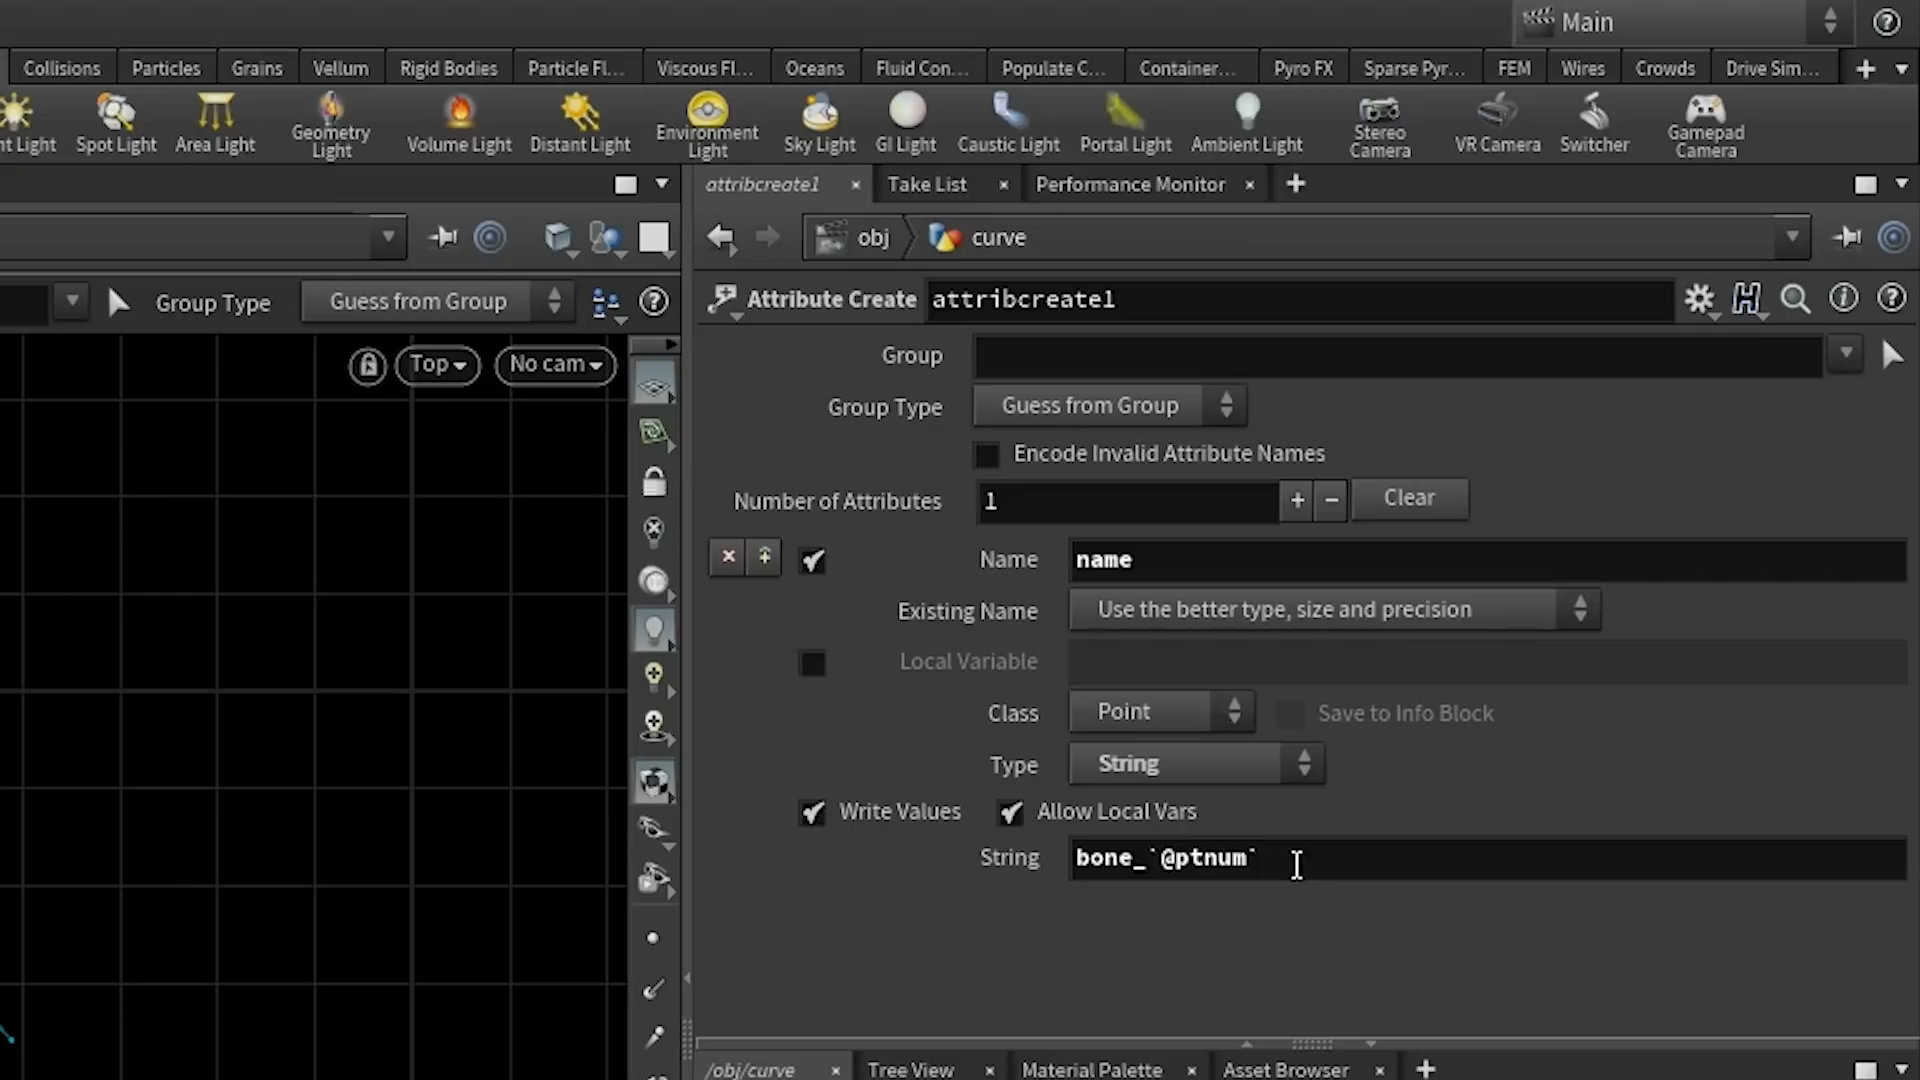 Main
Collisions Particles Grains Vellum Rigid Bodies Particle Fl... Viscous Fl... Oceans Fluid Con... Populate C... Container... Pyro FX Sparse Pyr... FEM Wires Crowds Drive Sim...
nt Light Spot Light Area Light Geometry Light Volume Light Distant Light Environment Light Sky Light GI Light Caustic Light Portal Light Ambient Light Stereo Camera VR Camera Switcher Gamepad Camera
attribcreate1 × Take List × Performance Monitor ×
obj curve
Group Type Guess from Group
Attribute Create attribcreate1
Group
Top No cam
Group Type Guess from Group
Encode Invalid Attribute Names
Number of Attributes 1 + − Clear
Name name
Existing Name Use the better type, size and precision
Local Variable
Class Point Save to Info Block
Type String
Write Values Allow Local Vars
String bone_`@ptnum`
/obj/curve × Tree View × Material Palette × Asset Browser ×